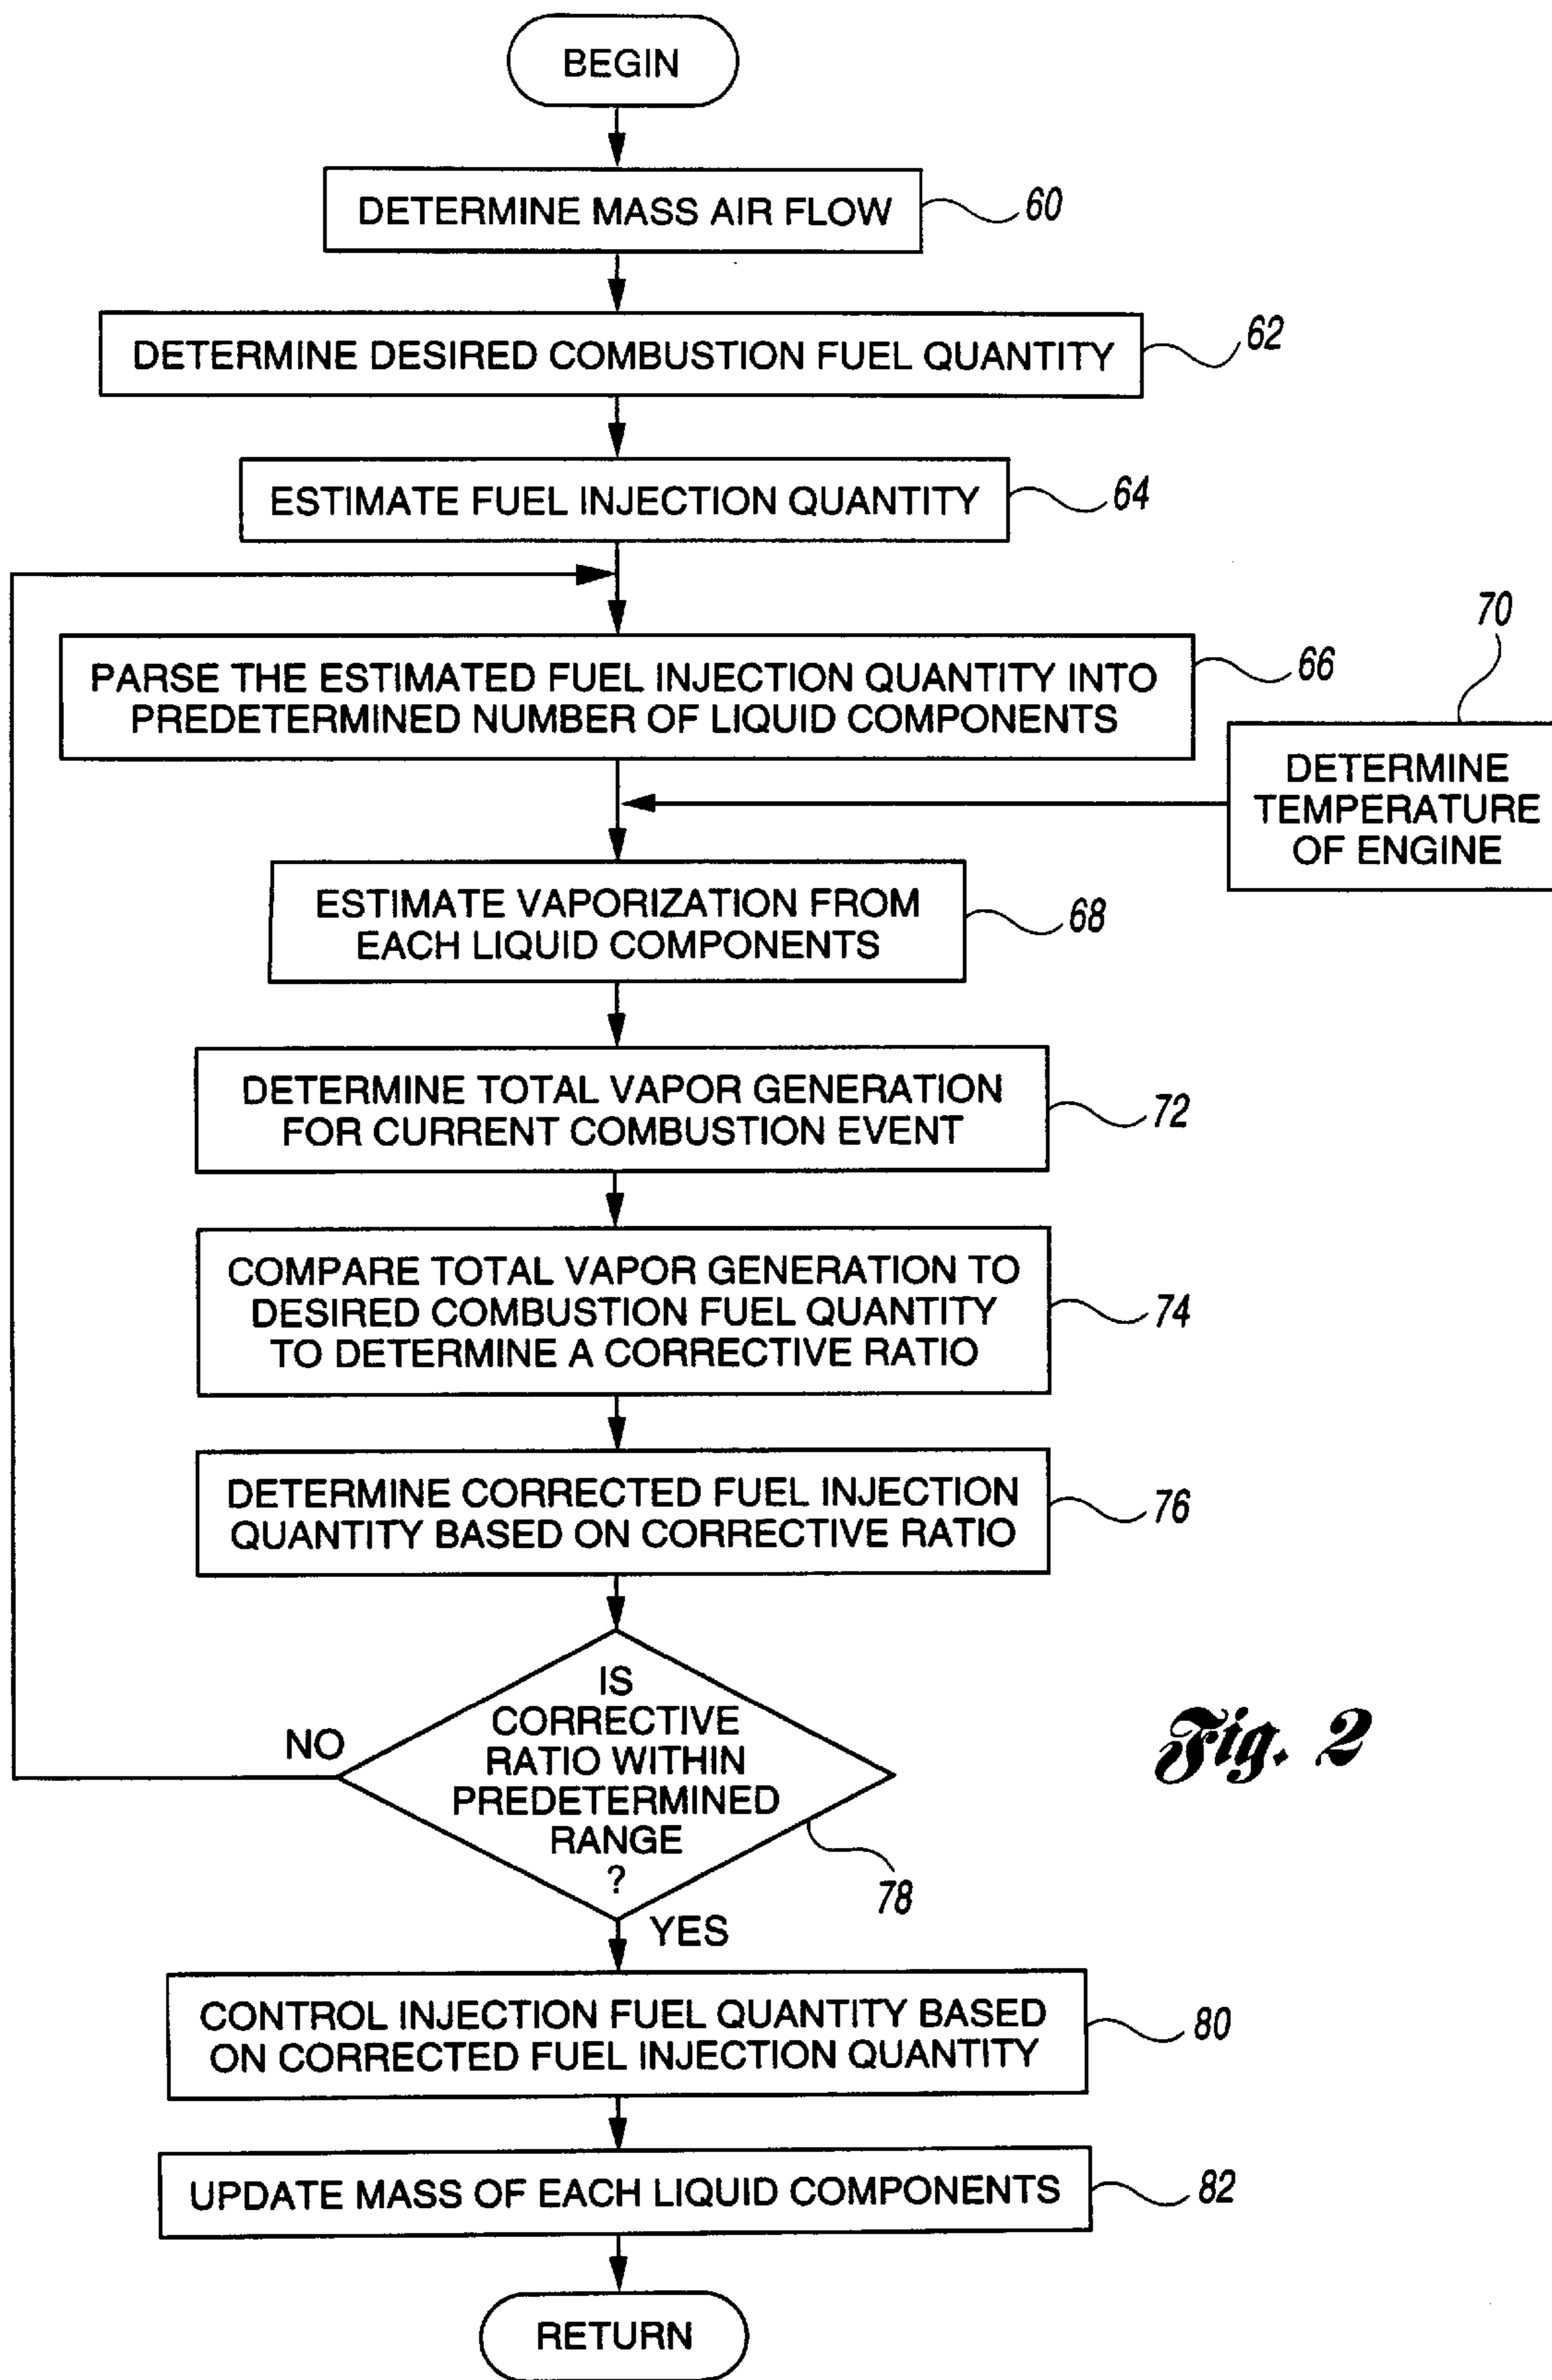 BEGIN
DETERMINE MASS AIR FLOW
60
DETERMINE DESIRED COMBUSTION FUEL QUANTITY
62
ESTIMATE FUEL INJECTION QUANTITY
64
PARSE THE ESTIMATED FUEL INJECTION QUANTITY INTO
PREDETERMINED NUMBER OF LIQUID COMPONENTS
66
70
DETERMINE
TEMPERATURE
OF ENGINE
ESTIMATE VAPORIZATION FROM
EACH LIQUID COMPONENTS
68
DETERMINE TOTAL VAPOR GENERATION
FOR CURRENT COMBUSTION EVENT
72
COMPARE TOTAL VAPOR GENERATION TO
DESIRED COMBUSTION FUEL QUANTITY
TO DETERMINE A CORRECTIVE RATIO
74
DETERMINE CORRECTED FUEL INJECTION
QUANTITY BASED ON CORRECTIVE RATIO
76
IS
CORRECTIVE
RATIO WITHIN
PREDETERMINED
RANGE
?
NO
78
YES
Fig. 2
CONTROL INJECTION FUEL QUANTITY BASED
ON CORRECTED FUEL INJECTION QUANTITY
80
UPDATE MASS OF EACH LIQUID COMPONENTS
82
RETURN